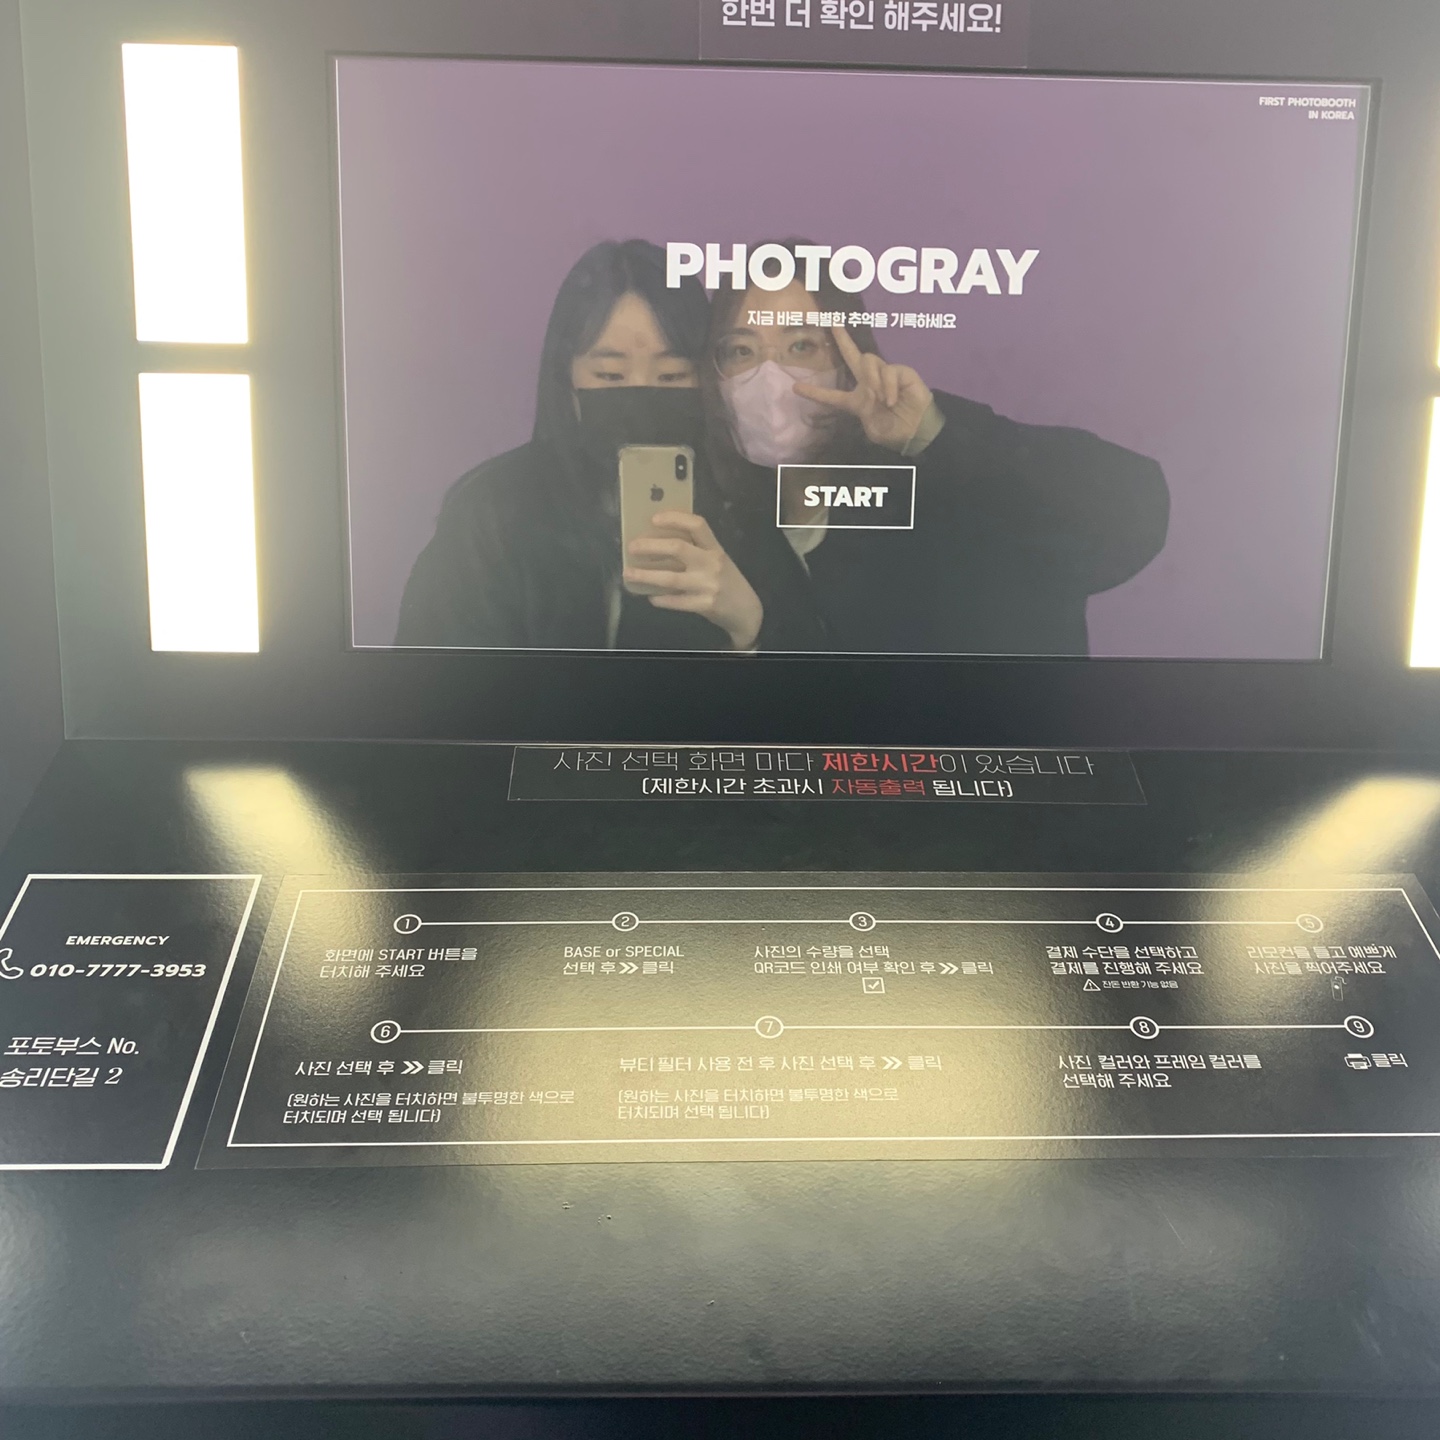 한번 더 확인 해주세요!
FIRST PHOTOBOOTH
IN KOREA
PHOTOGRAY
지금 바로 특별한 추억을 기록하세요
START
사진 선택 화면 마다 제한시간이 있습니다
(제한시간 초과시 자동출력 됩니다)
EMERGENCY
010-7777-3953
포토부스 No.
송리단길 2
1
화면에 START 버튼을
터치해 주세요
2
BASE or SPECIAL
선택 후 >> 클릭
3
사진의 수량을 선택
QR코드 인쇄 여부 확인 후 >> 클릭
4
결제 수단을 선택하고
결제를 진행해 주세요
잔돈 반환 기능 없음
5
리모컨을 들고 예쁘게
사진을 찍어주세요
6
사진 선택 후 >> 클릭
(원하는 사진을 터치하면 불투명한 색으로
터치되며 선택 됩니다)
7
뷰티 필터 사용 전 후 사진 선택 후 >> 클릭
(원하는 사진을 터치하면 불투명한 색으로
터치되며 선택 됩니다)
8
사진 컬러와 프레임 컬러를
선택해 주세요
9
클릭